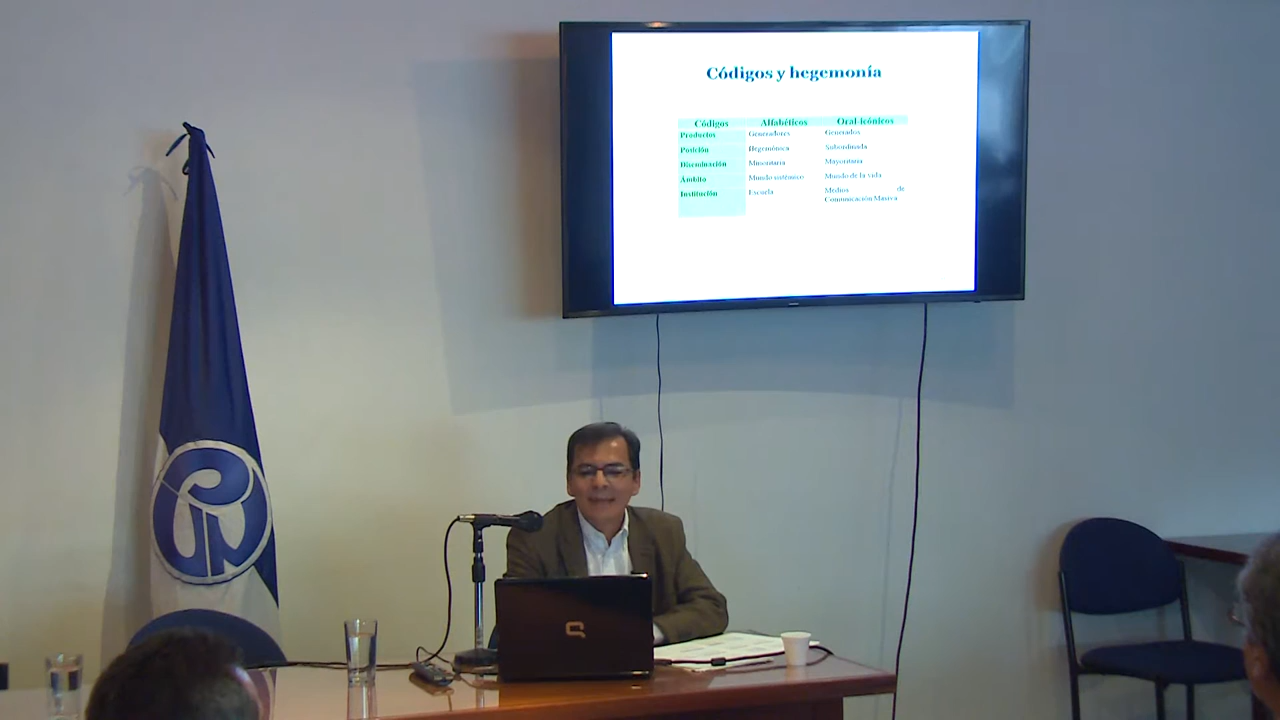 Códigos y hegemonía
Códigos Alfabéticos Oral-icónicos
Productos Generadores Generados
Posición Hegemónica Subordinada
Diseminación Minoritaria Mayoritaria
Ámbito Mundo sistémico Mundo de la vida
Institución Escuela Medios de
Comunicación Masiva